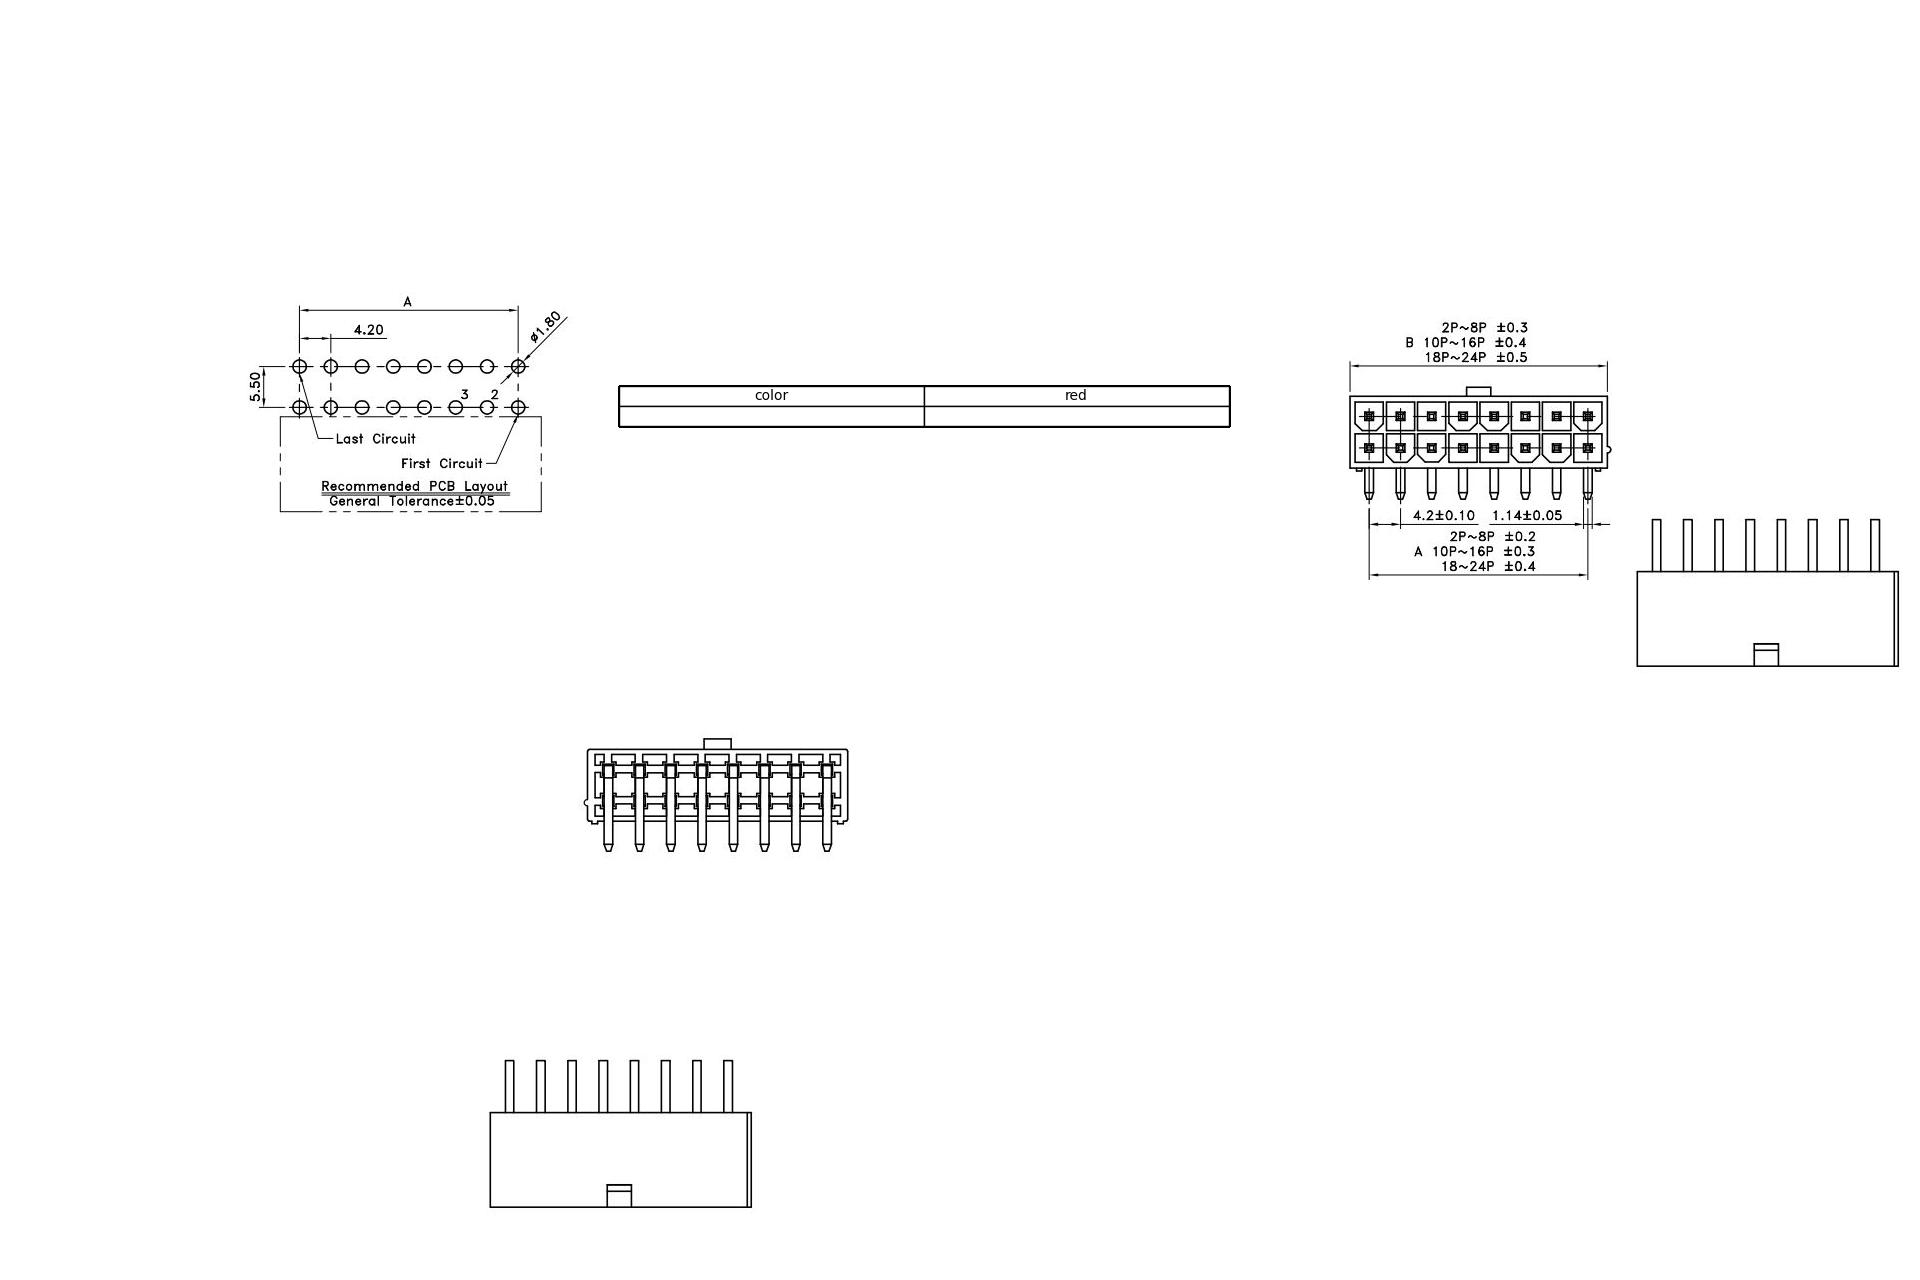 A
4.20
ø1.80
5.50
3 2
Last Circuit
First Circuit
Recommended PCB Layout
General Tolerance±0.05
color red
2P~8P ±0.3
B 10P~16P ±0.4
18P~24P ±0.5
4.2±0.10 1.14±0.05
2P~8P ±0.2
A 10P~16P ±0.3
18~24P ±0.4